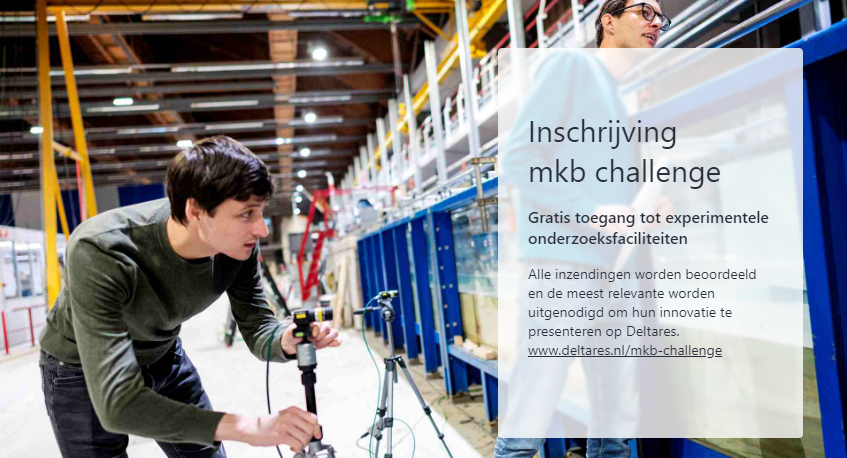 Inschrijving
mkb challenge
Gratis toegang tot experimentele
onderzoeksfaciliteiten
Alle inzendingen worden beoordeeld
en de meest relevante worden
uitgenodigd om hun innovatie te
presenteren op Deltares.
www.deltares.nl/mkb-challenge